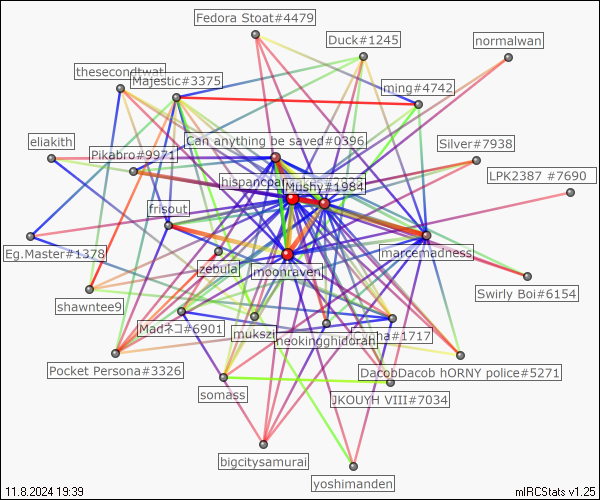 Fedora Stoat#4479
Duck#1245
normalwan
thesecondtwat
Majestic#3375
ming#4742
Can anything be saved#0396
Silver#7938
eliakith
Pikabro#9971
LPK2387 #7690
Mushy#1984
frisout
Eg.Master#1378
marcemadness
zebula
moonraven
shawntee9
Swirly Boi#6154
Madネコ#6901
mukszi
neokingghidorah
#1717
Pocket Persona#3326
DacobDacob hORNY police#5271
somass
JKOUYH VIII#7034
bigcitysamurai
yoshimanden
11.8.2024 19:39
mIRCStats v1.25